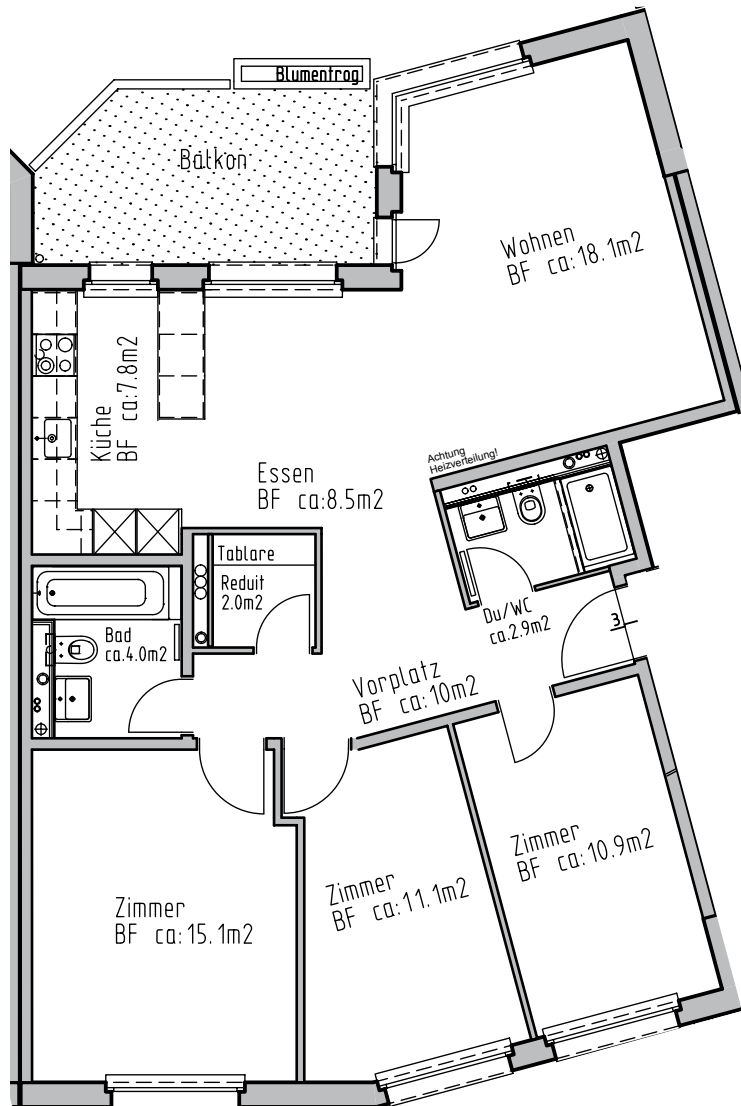 Blumentrog
Balkon
Wohnen
BF ca:18.1m2
Küche
BF ca:7.8m2
Achtung
Heizverteilung!
Essen
BF ca:8.5m2
Tablare
Reduit
2.0m2
Bad
ca.4.0m2
Du/WC
ca.2.9m2
3
Vorplatz
BF ca:10m2
Zimmer
BF ca:10.9m2
Zimmer
BF ca:11.1m2
Zimmer
BF ca:15.1m2